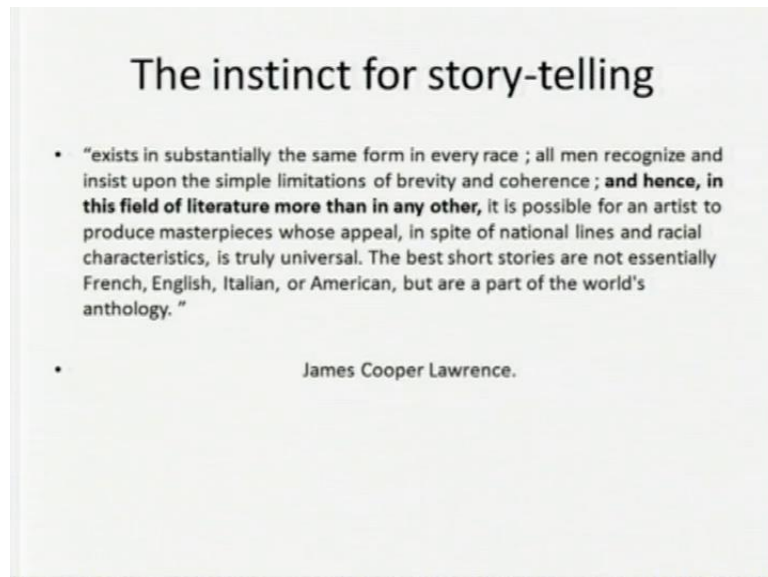 The instinct for story-telling
• “exists in substantially the same form in every race ; all men recognize and
insist upon the simple limitations of brevity and coherence ; and hence, in
this field of literature more than in any other, it is possible for an artist to
produce masterpieces whose appeal, in spite of national lines and racial
characteristics, is truly universal. The best short stories are not essentially
French, English, Italian, or American, but are a part of the world's
anthology. ”
• James Cooper Lawrence.